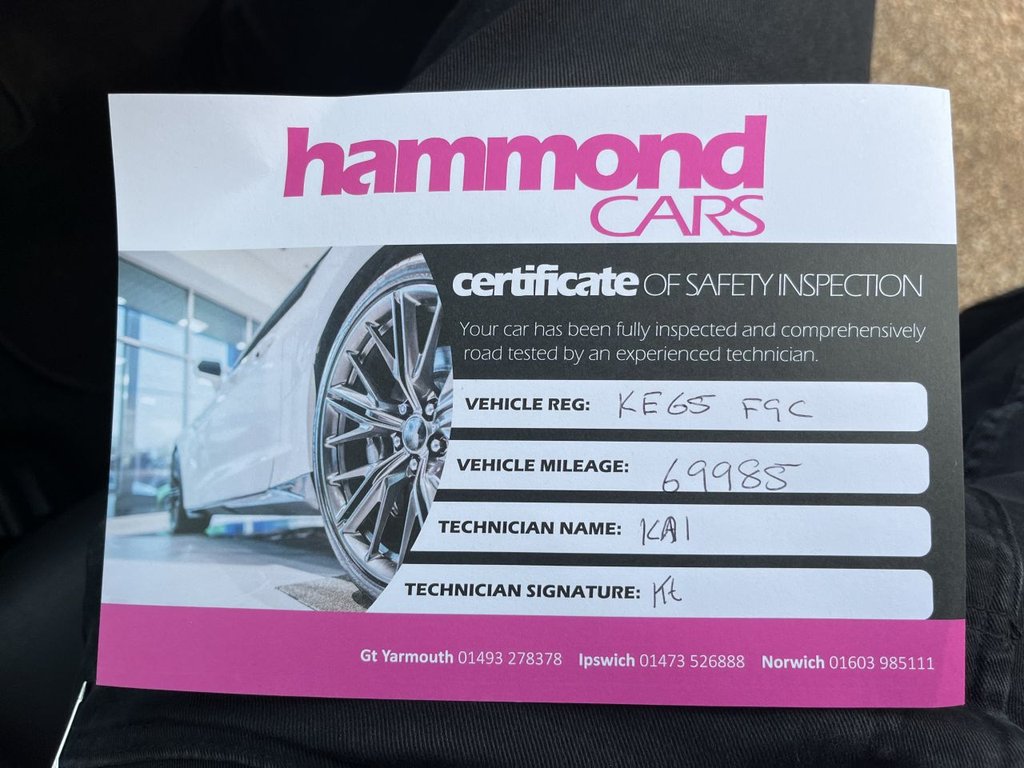 hammond
CARS
certificate OF SAFETY INSPECTION
Your car has been fully inspected and comprehensively
road tested by an experienced technician.
VEHICLE REG: KE65 F9C
VEHICLE MILEAGE: 69985
TECHNICIAN NAME: KAI
TECHNICIAN SIGNATURE: Kt
Gt Yarmouth 01493 278378 Ipswich 01473 526888 Norwich 01603 985111